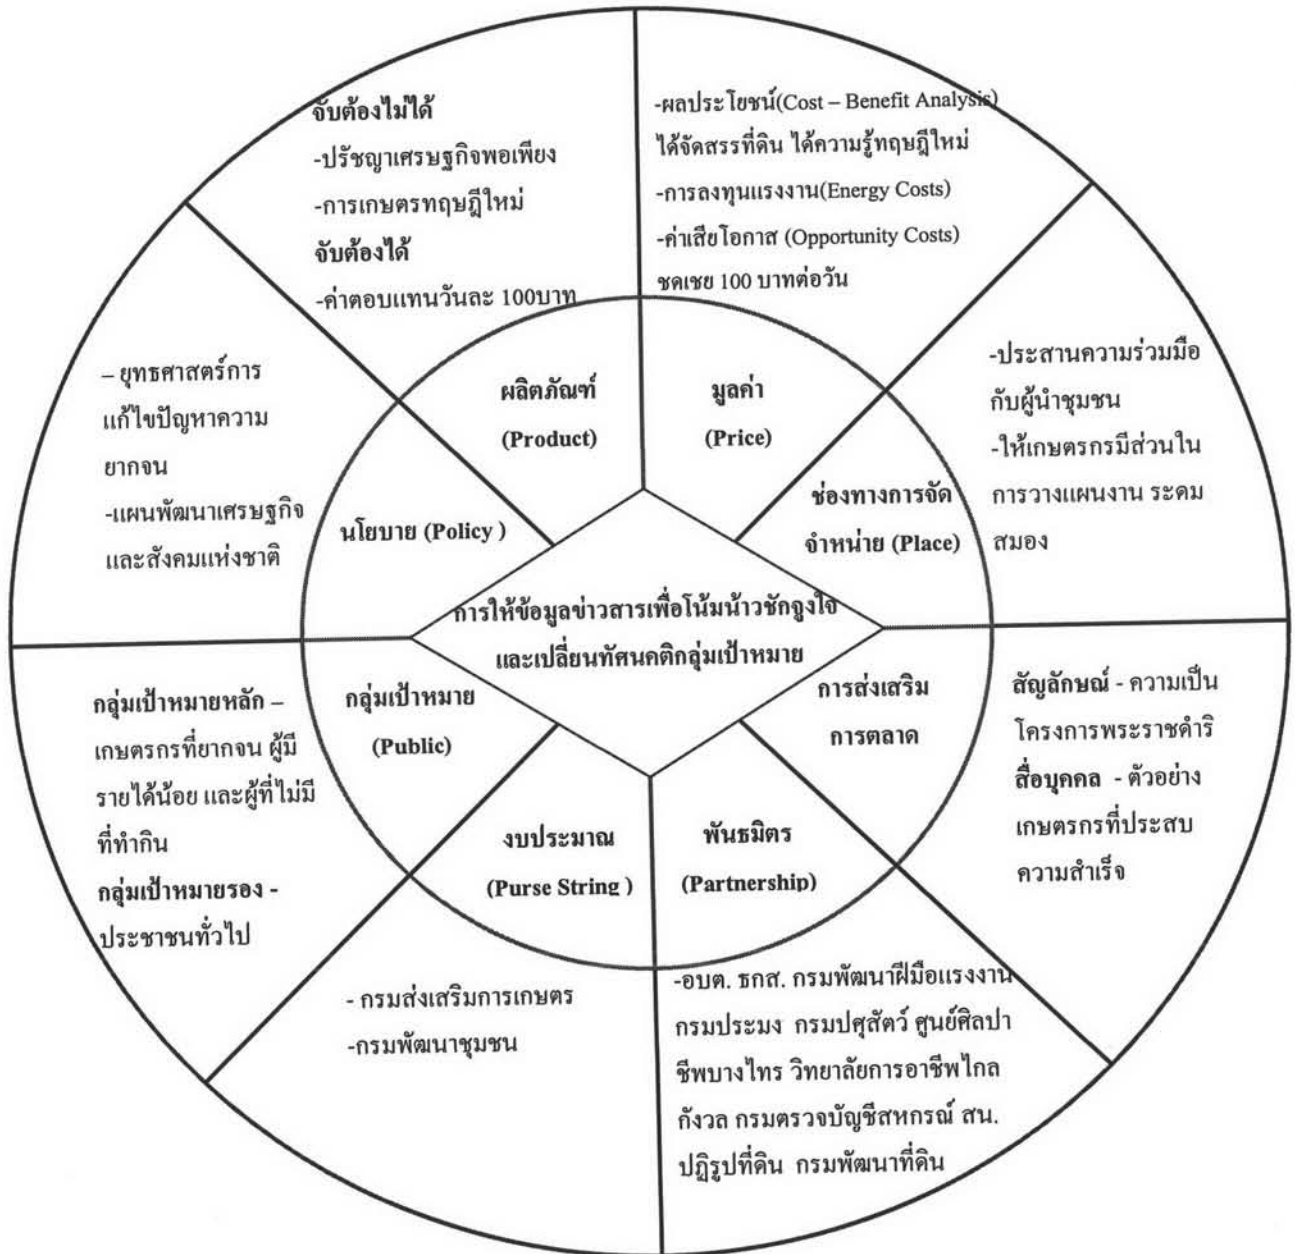 จับต้องไม่ได้
-ปรัชญาเศรษฐกิจพอเพียง
-การเกษตรทฤษฎีใหม่
จับต้องได้
-ค่าตอบแทนวันละ 100บาท
-ผลประโยชน์(Cost – Benefit Analysis)
ได้จัดสรรที่ดิน ได้ความรู้ทฤษฎีใหม่
-การลงทุนแรงงาน(Energy Costs)
-ค่าเสียโอกาส (Opportunity Costs)
ชดเชย 100 บาทต่อวัน
-ประสานความร่วมมือ
กับผู้นำชุมชน
-ให้เกษตรกรมีส่วนใน
การวางแผนงาน ระดม
สมอง
– ยุทธศาสตร์การ
แก้ไขปัญหาความ
ยากจน
-แผนพัฒนาเศรษฐกิจ
และสังคมแห่งชาติ
ผลิตภัณฑ์
(Product)
มูลค่า
(Price)
ช่องทางการจัด
จำหน่าย (Place)
นโยบาย (Policy )
การให้ข้อมูลข่าวสารเพื่อโน้มน้าวชักจูงใจ
และเปลี่ยนทัศนคติกลุ่มเป้าหมาย
กลุ่มเป้าหมาย
(Public)
การส่งเสริม
การตลาด
งบประมาณ
(Purse String )
พันธมิตร
(Partnership)
กลุ่มเป้าหมายหลัก –
เกษตรกรที่ยากจน ผู้มี
รายได้น้อย และผู้ที่ไม่มี
ที่ทำกิน
กลุ่มเป้าหมายรอง -
ประชาชนทั่วไป
สัญลักษณ์ - ความเป็น
โครงการพระราชดำริ
สื่อบุคคล - ตัวอย่าง
เกษตรกรที่ประสบ
ความสำเร็จ
- กรมส่งเสริมการเกษตร
-กรมพัฒนาชุมชน
-อบต. ธกส. กรมพัฒนาฝีมือแรงงาน
กรมประมง กรมปศุสัตว์ ศูนย์ศิลปา
ชีพบางไทร วิทยาลัยการอาชีพไกล
กังวล กรมตรวจบัญชีสหกรณ์ สน.
ปฏิรูปที่ดิน กรมพัฒนาที่ดิน